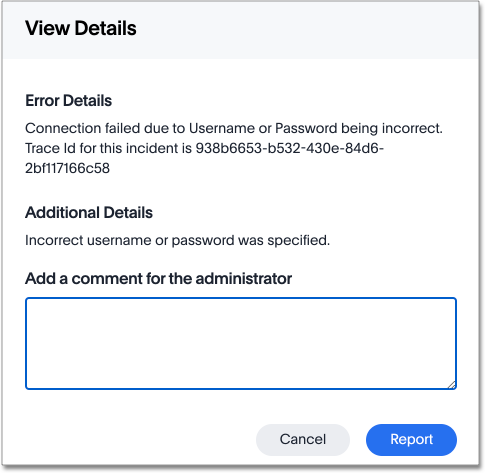 View Details
Error Details
Connection failed due to Username or Password being incorrect.
Trace Id for this incident is 938b6653-b532-430e-84d6-
2bf117166c58
Additional Details
Incorrect username or password was specified.
Add a comment for the administrator
Cancel
Report